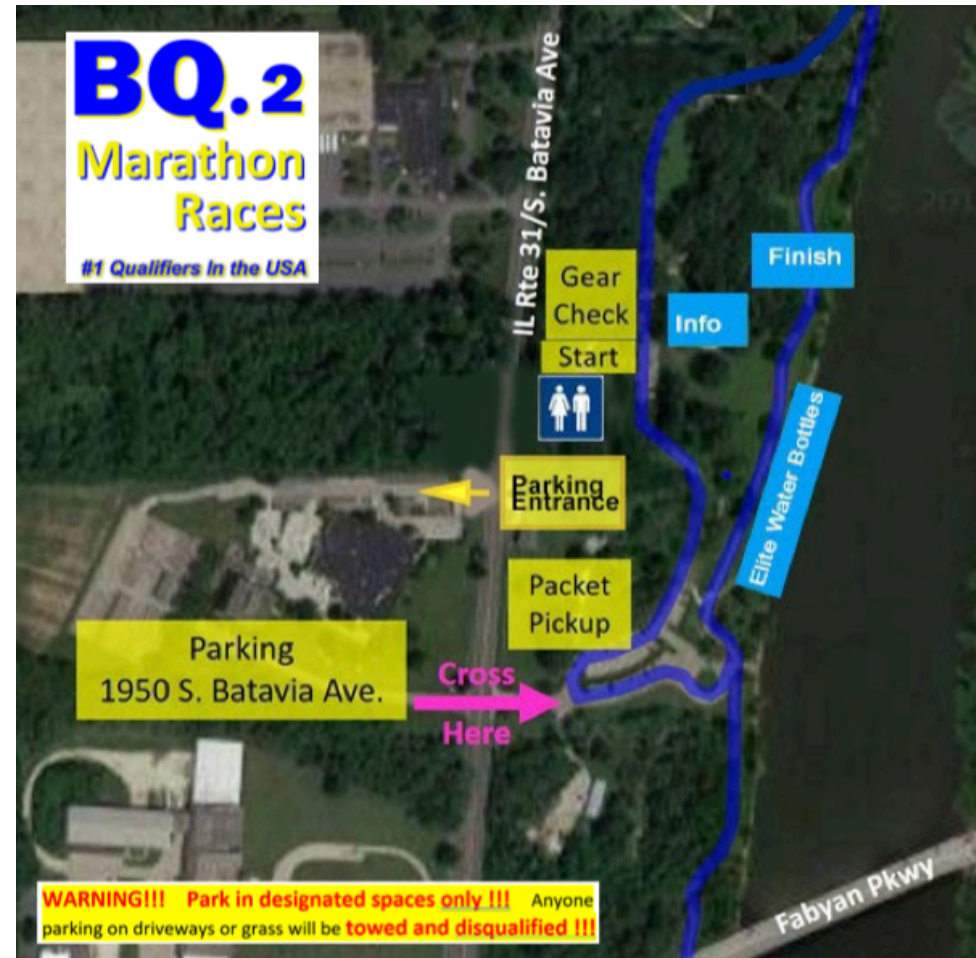 BQ.2
Marathon
Races
#1 Qualifiers In the USA
IL Rte 31/S. Batavia Ave
Gear
Check
Start
Info
Finish
Elite Water Bottles
Parking
Entrance
Packet
Pickup
Parking
1950 S. Batavia Ave.
Cross
Here
Fabyan Pkwy
WARNING!!! Park in designated spaces only !!! Anyone
parking on driveways or grass will be towed and disqualified !!!